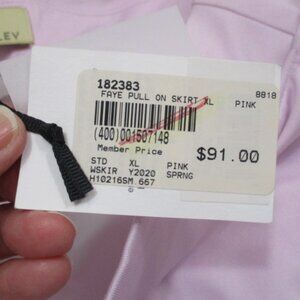 LEY
182383
8818
FAYE PULL ON SKIRT XL PINK
(400)001507148
Member Price
$91.00
STD XL PINK
WSKIR Y2020 SPRNG
H10216SM.667